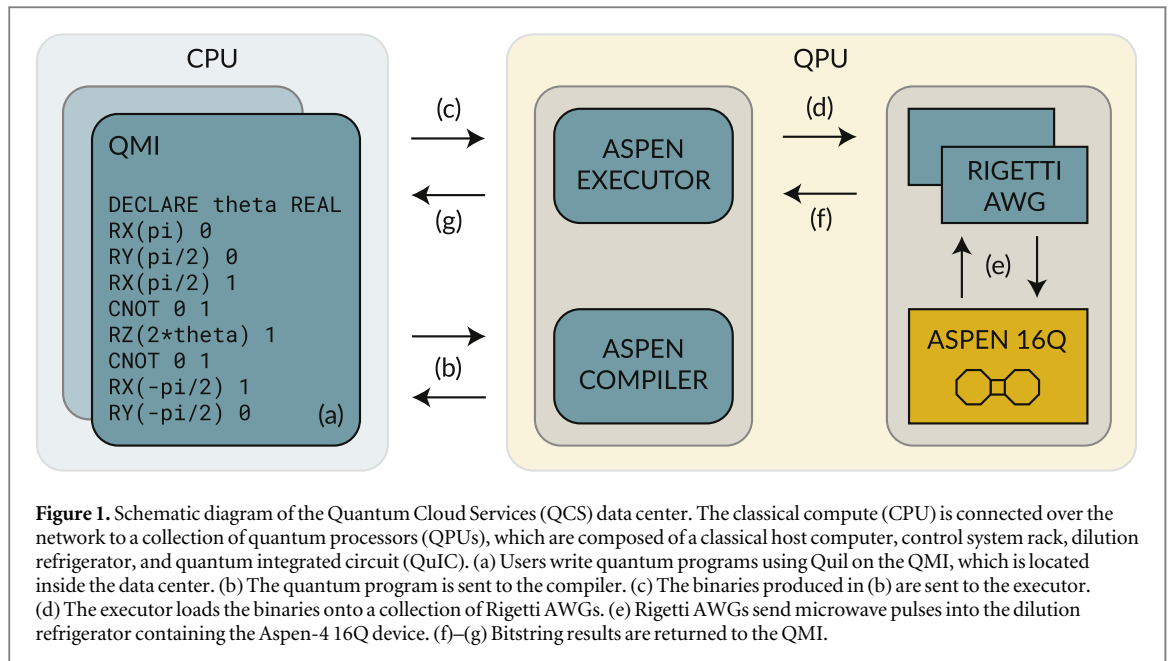 CPU
QMI
DECLARE theta REAL
RX(pi) 0
RY(pi/2) 0
RX(pi/2) 1
CNOT 0 1
RZ(2*theta) 1
CNOT 0 1
RX(-pi/2) 1
RY(-pi/2) 0
(a)
(c)
(g)
(b)
QPU
ASPEN
EXECUTOR
ASPEN
COMPILER
(d)
(f)
RIGETTI
AWG
(e)
ASPEN 16Q
Figure 1. Schematic diagram of the Quantum Cloud Services (QCS) data center. The classical compute (CPU) is connected over the
network to a collection of quantum processors (QPUs), which are composed of a classical host computer, control system rack, dilution
refrigerator, and quantum integrated circuit (QuIC). (a) Users write quantum programs using Quil on the QMI, which is located
inside the data center. (b) The quantum program is sent to the compiler. (c) The binaries produced in (b) are sent to the executor.
(d) The executor loads the binaries onto a collection of Rigetti AWGs. (e) Rigetti AWGs send microwave pulses into the dilution
refrigerator containing the Aspen-4 16Q device. (f)–(g) Bitstring results are returned to the QMI.